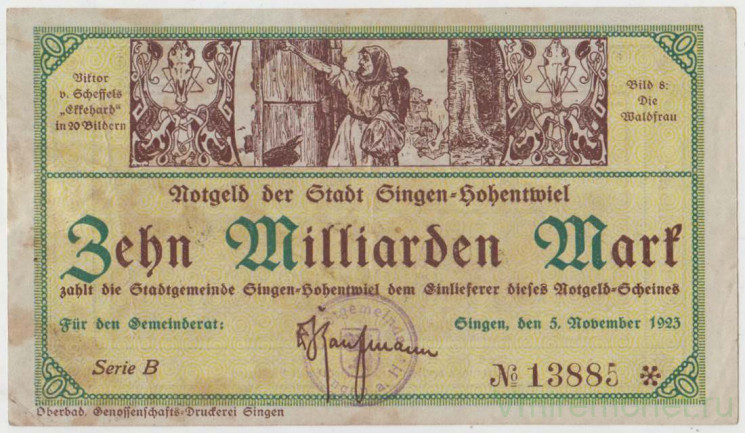 Viktor
v. Scheffels
„Ekkehard“
in 20 Bildern
Bild 8:
Die
Waldfrau
Notgeld der Stadt Singen-Hohentwiel
Zehn Milliarden Mark
zahlt die Stadtgemeinde Singen-Hohentwiel dem Einlieferer dieses Notgeld-Scheines
Für den Gemeinderat:
Singen, den 5. November 1923
Kaufmann
Serie B
№ 13885 *
Oberbad. Genossenschafts-Druckerei Singen